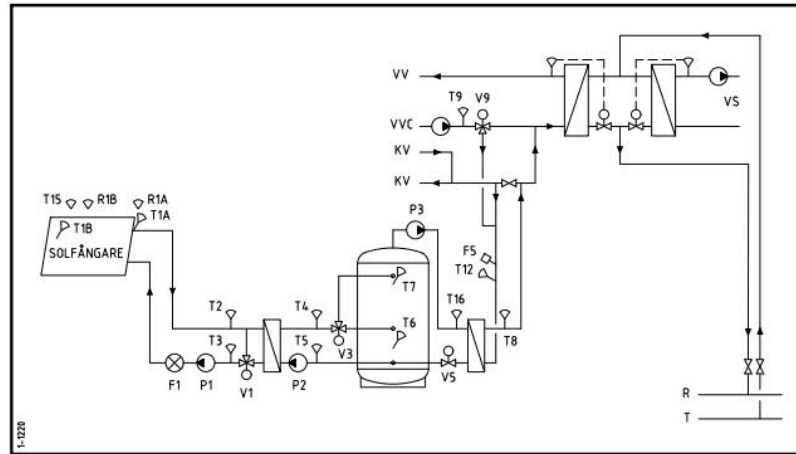 VV
VS
T9
V9
VVC
KV
KV
T15
R1B
R1A
T1A
T1B
SOLFÅNGARE
P3
F5
T12
T7
T2
T4
T16
T6
T3
T5
V3
T8
F1
P1
V1
P2
V5
R
T
1-1220